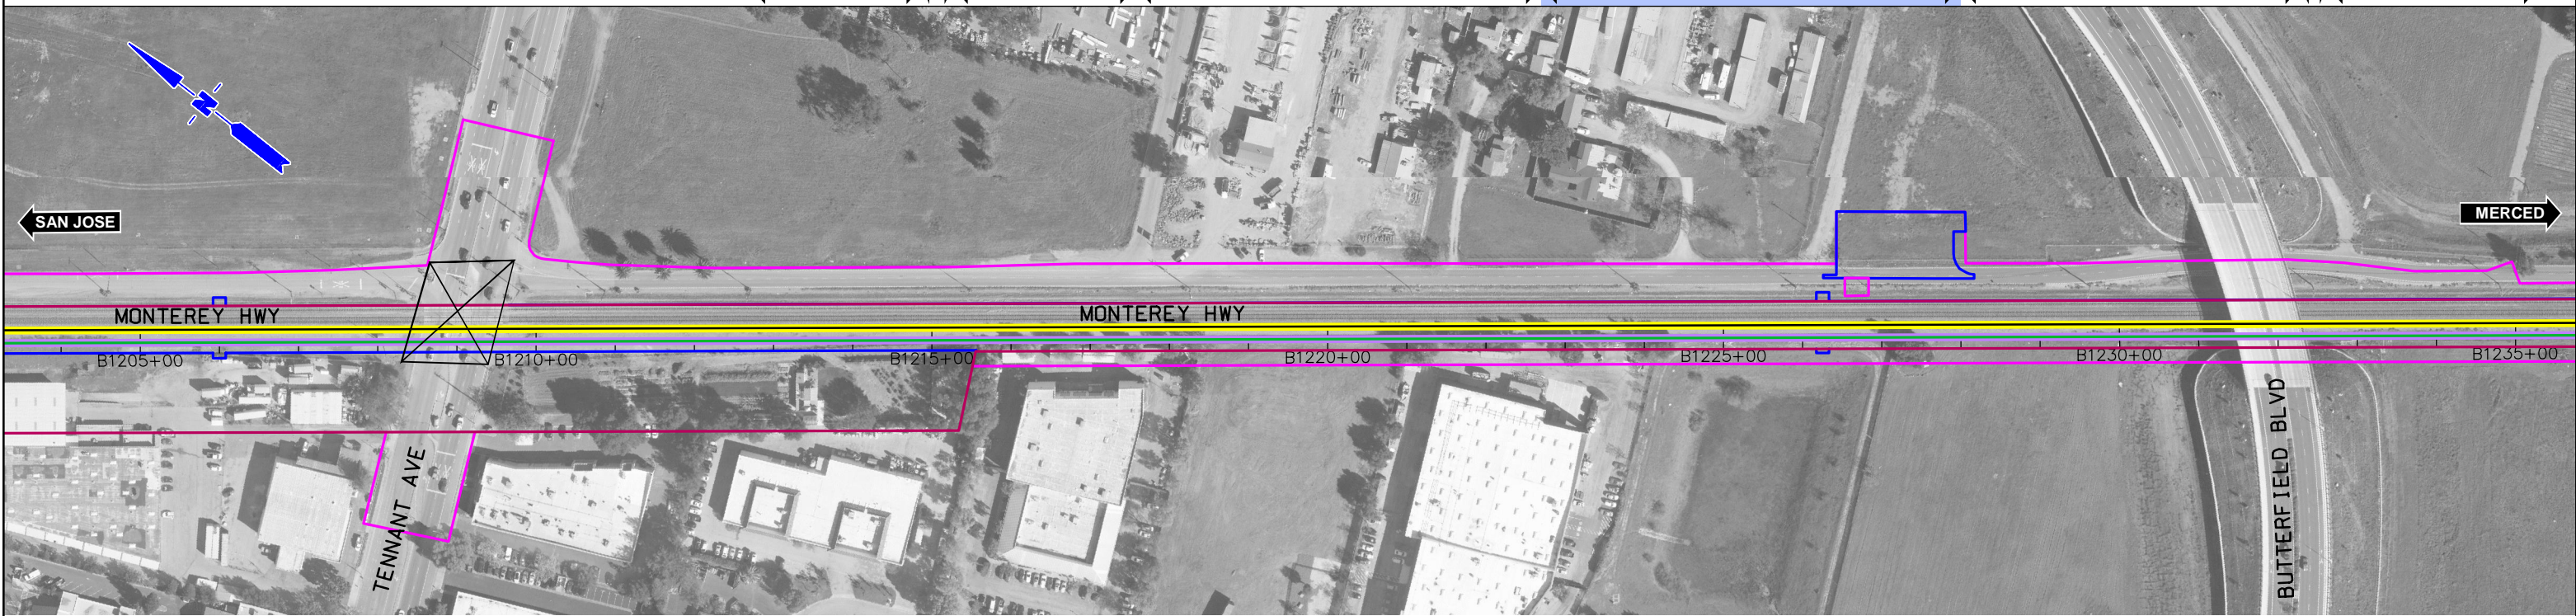 N
SAN JOSE
MERCED
MONTEREY HWY
MONTEREY HWY
B1205+00
B1210+00
B1215+00
B1220+00
B1225+00
B1230+00
B1235+00
TENNANT AVE
BUTTERFIELD BLVD